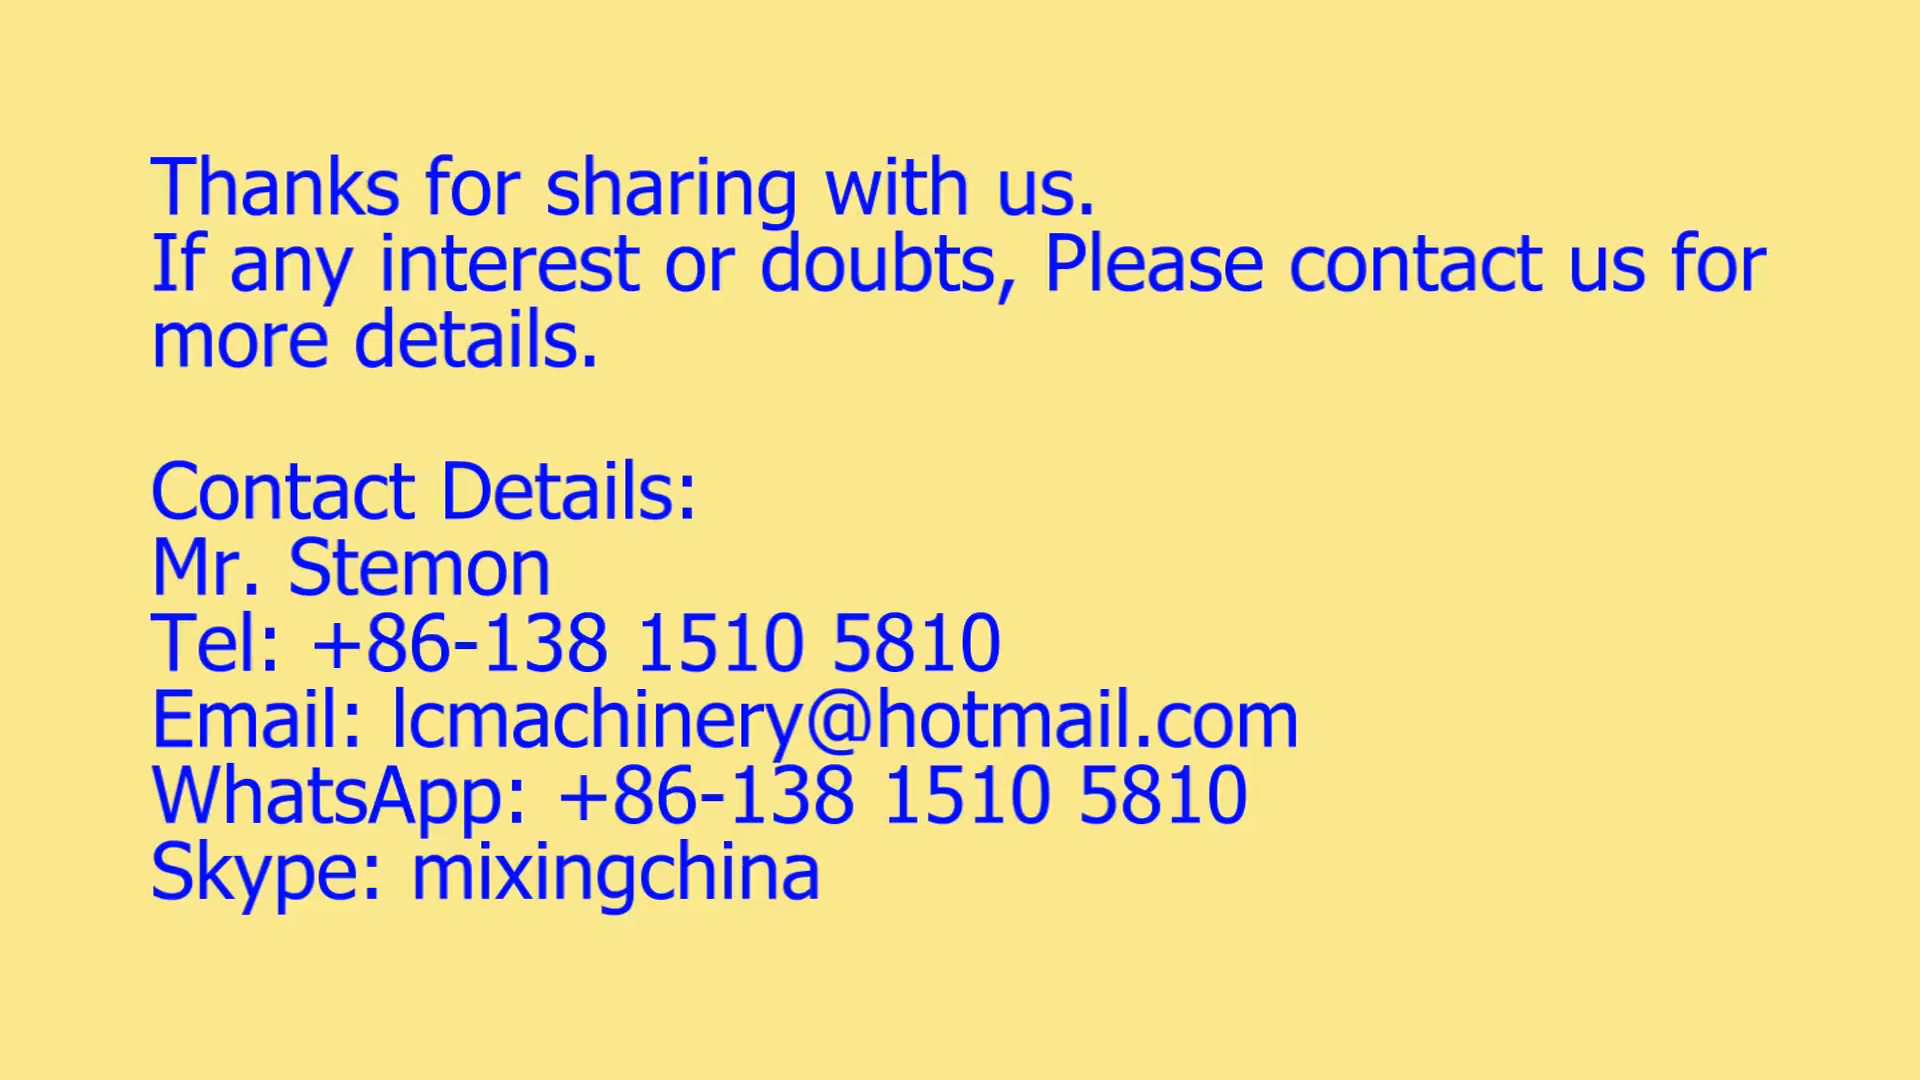 Thanks for sharing with us.
If any interest or doubts, Please contact us for
more details.
Contact Details:
Mr. Stemon
Tel: +86-138 1510 5810
Email: lcmachinery@hotmail.com
WhatsApp: +86-138 1510 5810
Skype: mixingchina